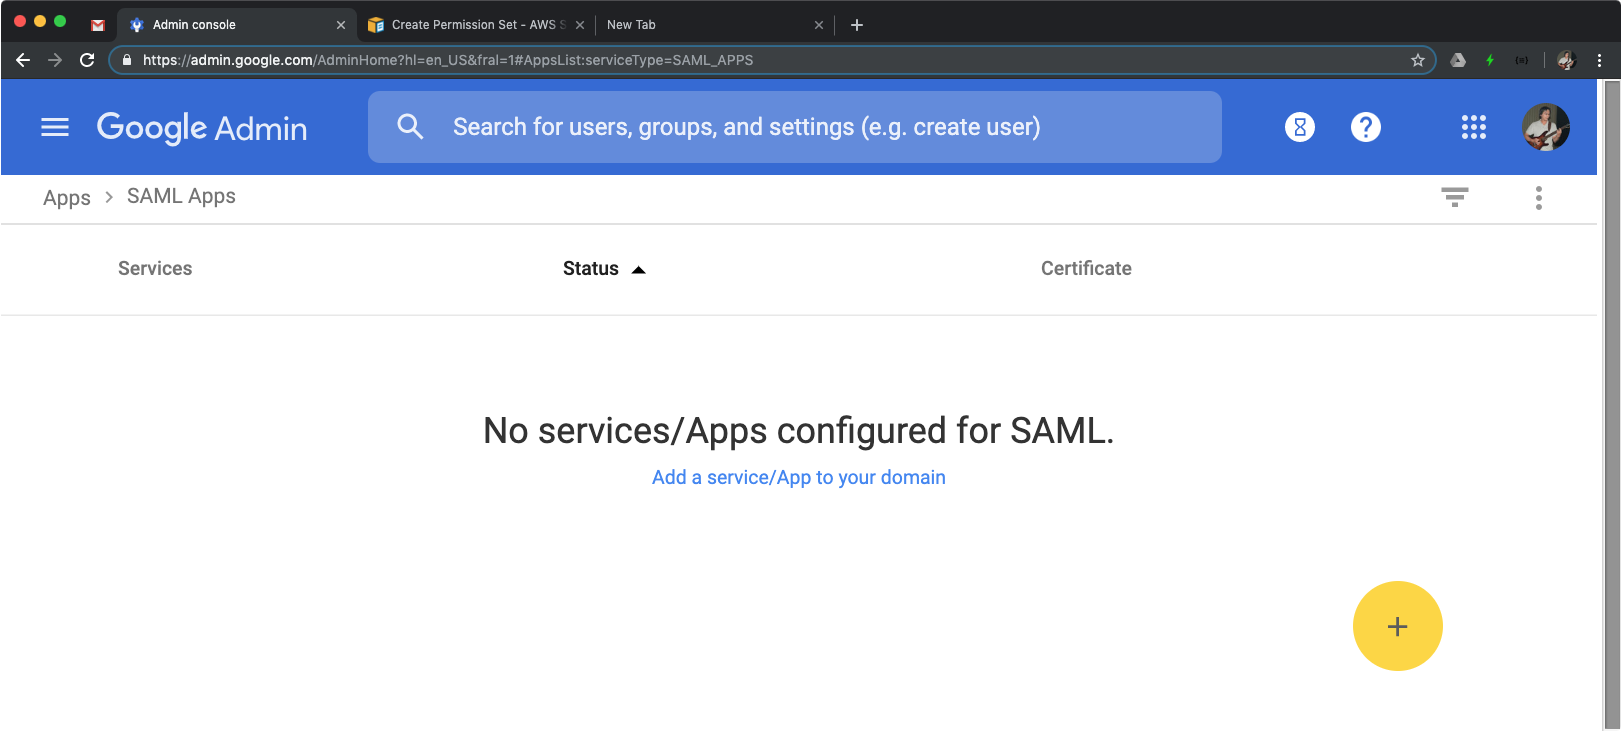 Admin console
Create Permission Set - AWS S
New Tab
https://admin.google.com/AdminHome?hl=en_US&fral=1#AppsList:serviceType=SAML_APPS
Google Admin
Search for users, groups, and settings (e.g. create user)
Apps > SAML Apps
Services Status Certificate
No services/Apps configured for SAML.
Add a service/App to your domain